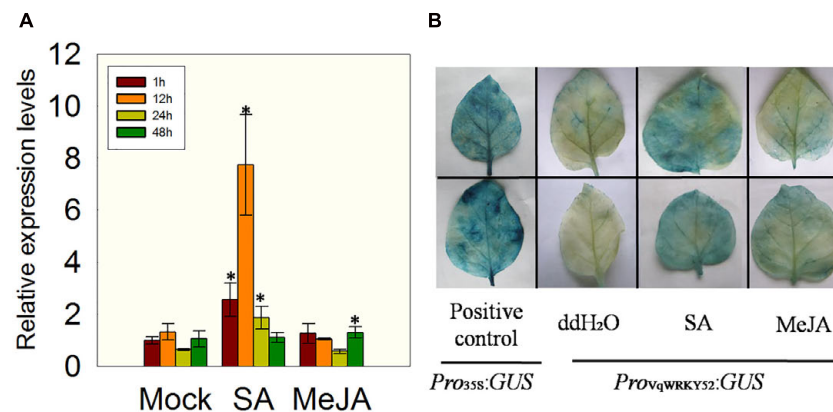 A
Relative expression levels
12
10
8
6
4
2
0
1h
12h
24h
48h
*
*
*
*
Mock SA MeJA
B
Positive control ddH₂O SA MeJA
Pro35S:GUS ProVqWRKY52:GUS